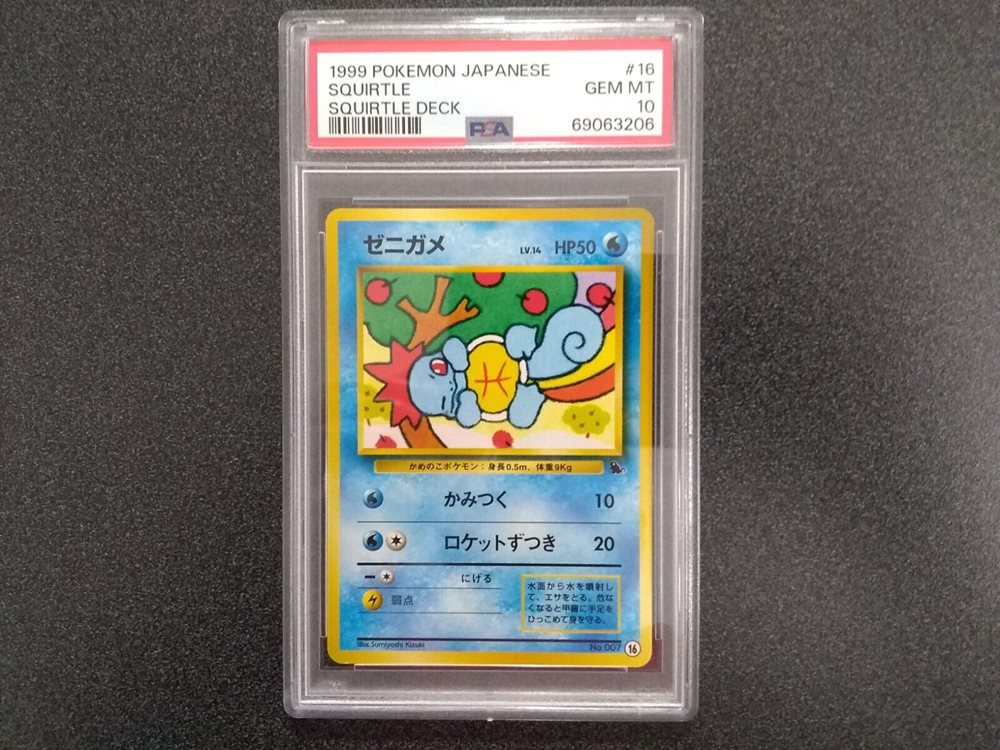 1999 POKEMON JAPANESE #16
SQUIRTLE GEM MT
SQUIRTLE DECK 10
PSA 69063206
ゼニガメ LV.14 HP50
かめのこポケモン：身長0.5m、体重9Kg
かみつく 10
ロケットずつき 20
にげる
弱点
水面から水を噴射し
て、エサをとる。危な
くなると甲羅に手足を
ひっこめて身を守る。
Illus. Sumiyoshi Kizuki No.007 16